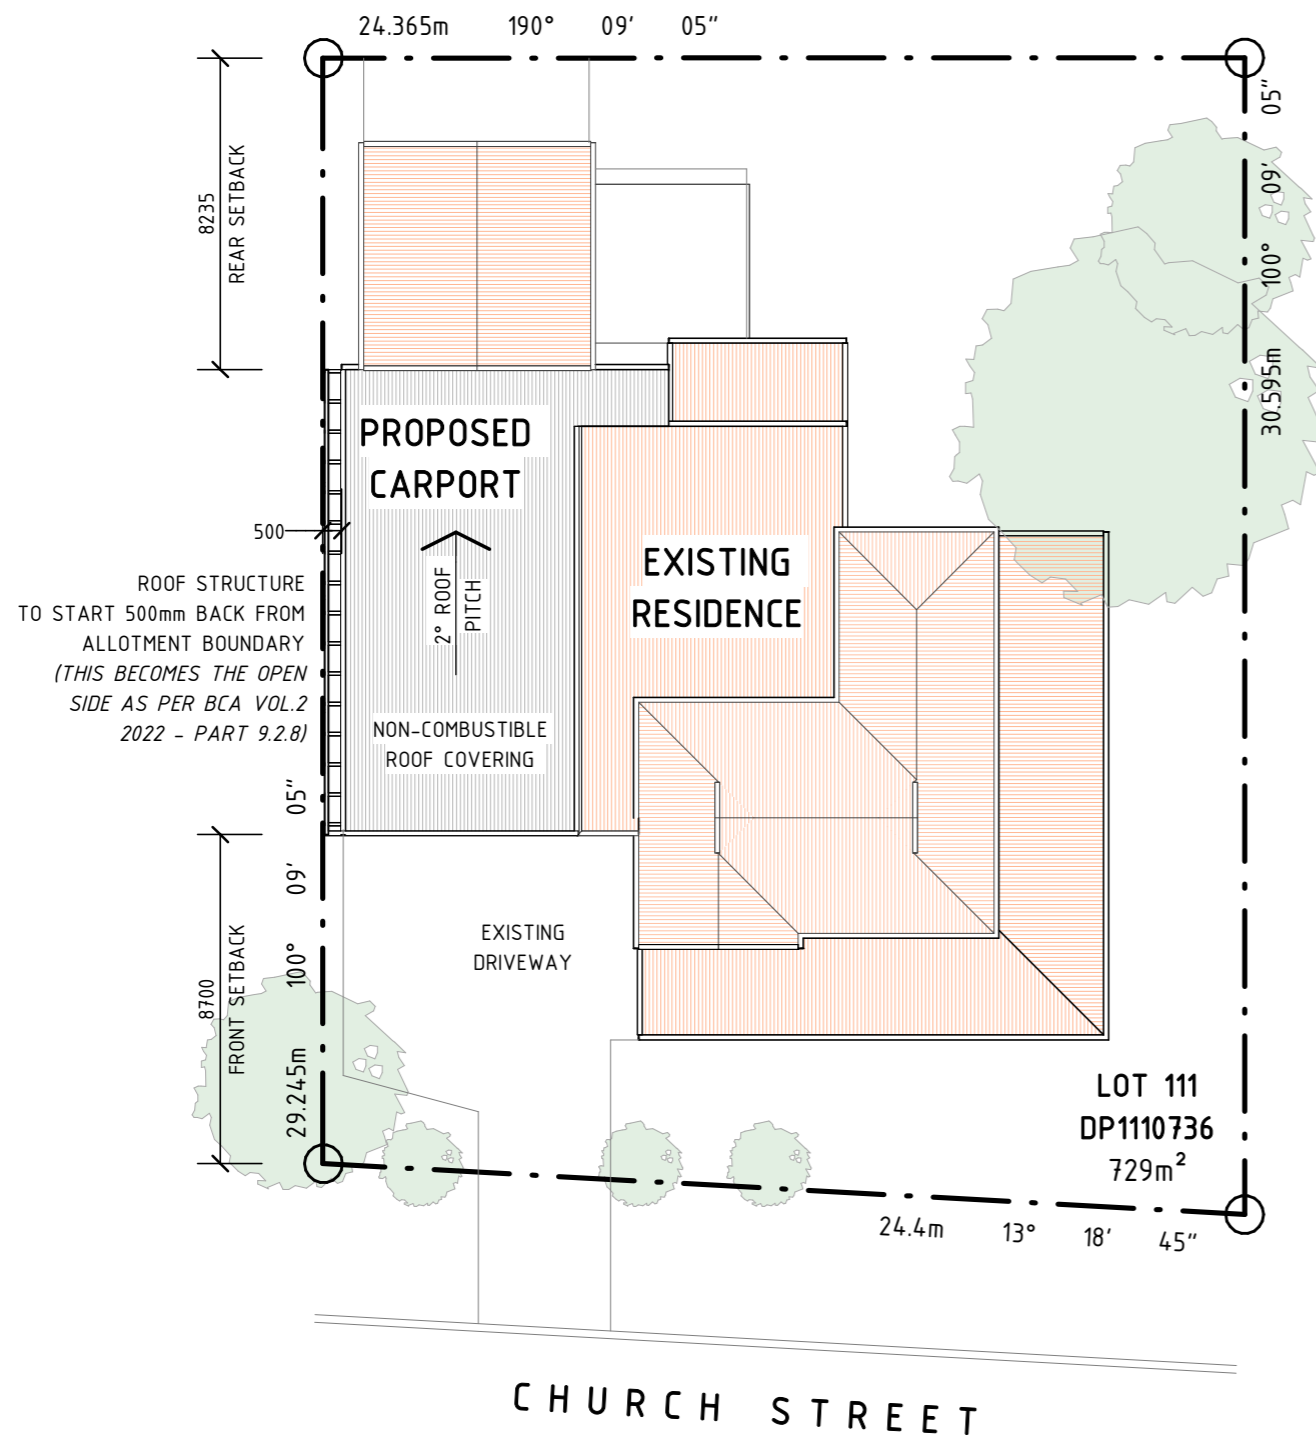 24.365m 190° 09' 05"
05"
09'
100°
30.595m
8235
REAR SETBACK
PROPOSED
CARPORT
500
2° ROOF
PITCH
EXISTING
RESIDENCE
ROOF STRUCTURE
TO START 500mm BACK FROM
ALLOTMENT BOUNDARY
(THIS BECOMES THE OPEN
SIDE AS PER BCA VOL.2
2022 - PART 9.2.8)
NON-COMBUSTIBLE
ROOF COVERING
29.245m 100° 09' 05"
8700
FRONT SETBACK
EXISTING
DRIVEWAY
LOT 111
DP1110736
729m²
24.4m 13° 18' 45"
CHURCH STREET